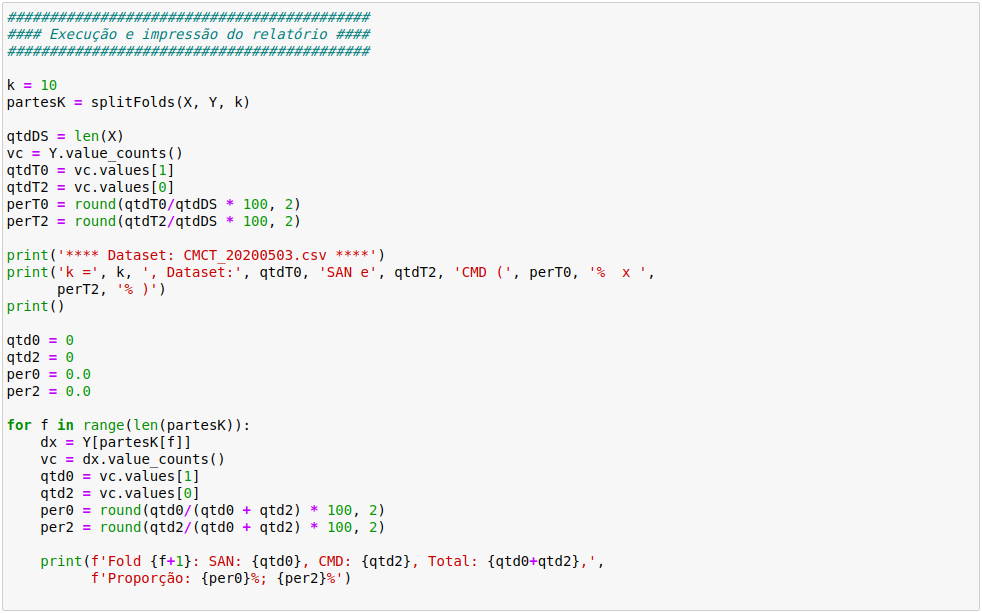 ###########################################
#### Execução e impressão do relatório ####
###########################################

k = 10
partesK = splitFolds(X, Y, k)

qtdDS = len(X)
vc = Y.value_counts()
qtdT0 = vc.values[1]
qtdT2 = vc.values[0]
perT0 = round(qtdT0/qtdDS * 100, 2)
perT2 = round(qtdT2/qtdDS * 100, 2)

print('**** Dataset: CMCT_20200503.csv ****')
print('k =', k, ', Dataset:', qtdT0, 'SAN e', qtdT2, 'CMD (', perT0, '%  x ',
      perT2, '% )')
print()

qtd0 = 0
qtd2 = 0
per0 = 0.0
per2 = 0.0

for f in range(len(partesK)):
    dx = Y[partesK[f]]
    vc = dx.value_counts()
    qtd0 = vc.values[1]
    qtd2 = vc.values[0]
    per0 = round(qtd0/(qtd0 + qtd2) * 100, 2)
    per2 = round(qtd2/(qtd0 + qtd2) * 100, 2)

    print(f'Fold {f+1}: SAN: {qtd0}, CMD: {qtd2}, Total: {qtd0+qtd2},',
          f'Proporção: {per0}%; {per2}%')